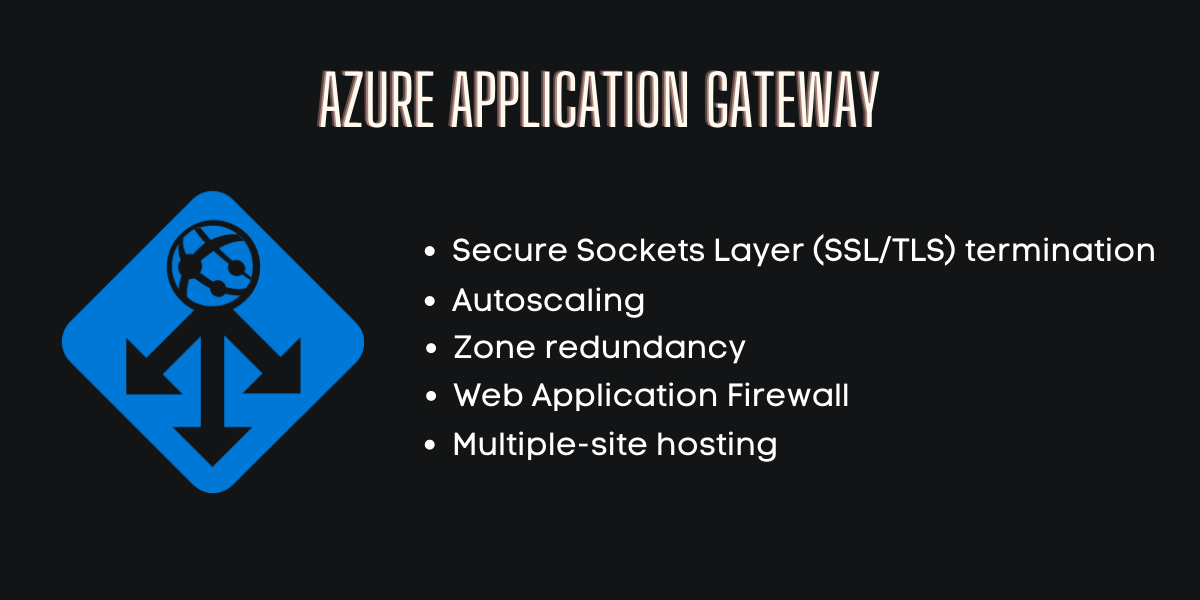 AZURE APPLICATION GATEWAY
• Secure Sockets Layer (SSL/TLS) termination
• Autoscaling
• Zone redundancy
• Web Application Firewall
• Multiple-site hosting